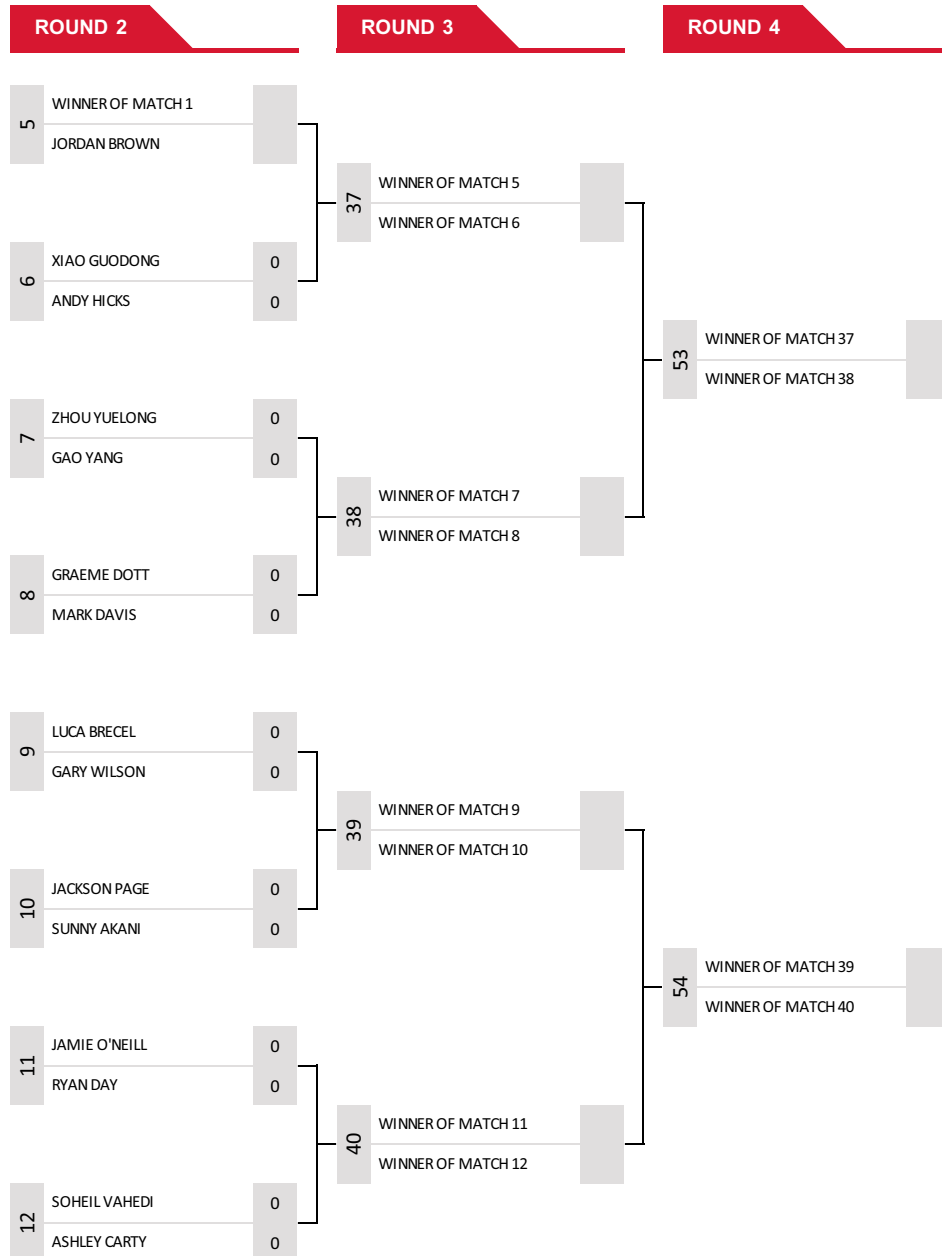 ROUND 2
ROUND 3
ROUND 4
5
WINNER OF MATCH 1
JORDAN BROWN
6
XIAO GUODONG 0
ANDY HICKS 0
7
ZHOU YUELONG 0
GAO YANG 0
8
GRAEME DOTT 0
MARK DAVIS 0
9
LUCA BRECEL 0
GARY WILSON 0
10
JACKSON PAGE 0
SUNNY AKANI 0
11
JAMIE O'NEILL 0
RYAN DAY 0
12
SOHEIL VAHEDI 0
ASHLEY CARTY 0
37
WINNER OF MATCH 5
WINNER OF MATCH 6
38
WINNER OF MATCH 7
WINNER OF MATCH 8
39
WINNER OF MATCH 9
WINNER OF MATCH 10
40
WINNER OF MATCH 11
WINNER OF MATCH 12
53
WINNER OF MATCH 37
WINNER OF MATCH 38
54
WINNER OF MATCH 39
WINNER OF MATCH 40